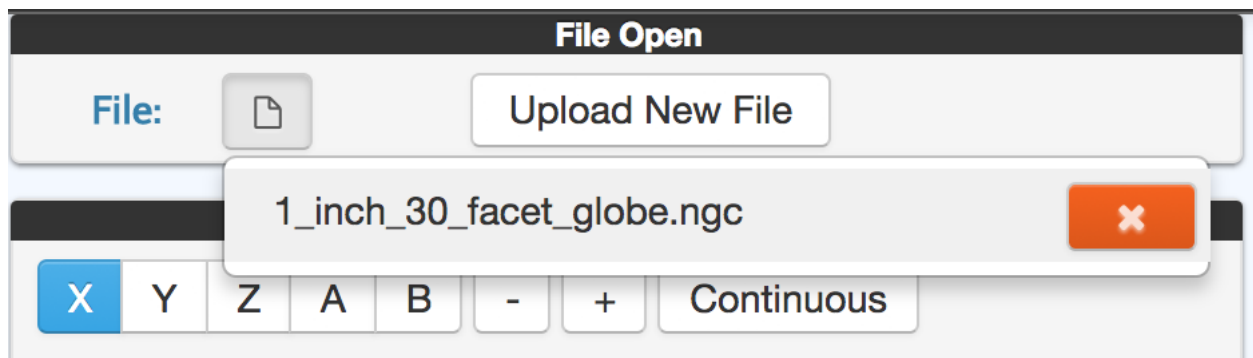 File Open
File: Upload New File
1_inch_30_facet_globe.ngc
X Y Z A B - + Continuous